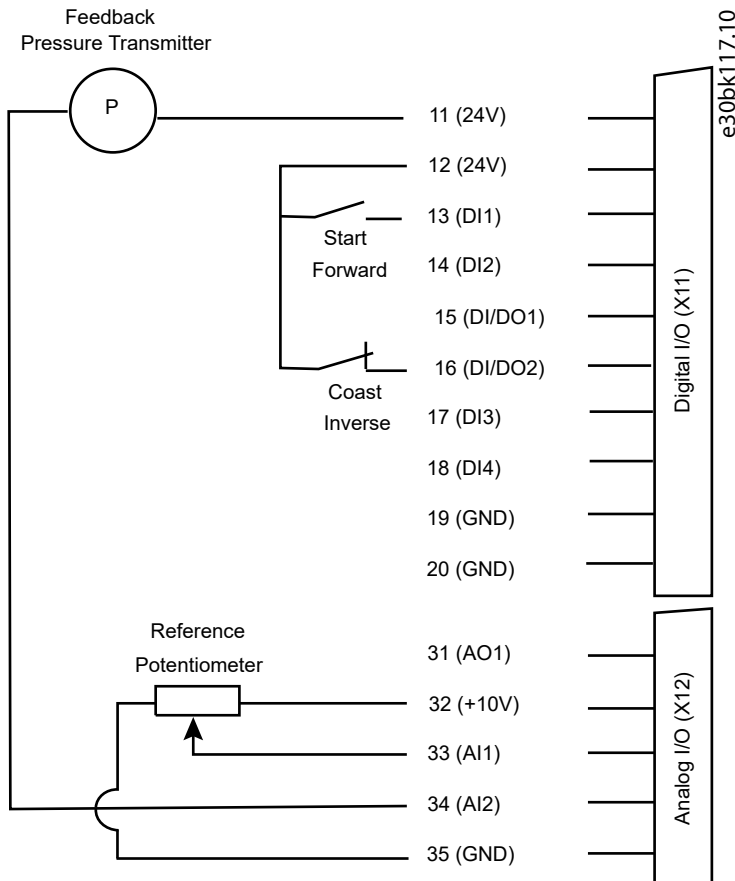 Feedback
Pressure Transmitter
P
e30bk117.10
11 (24V)
12 (24V)
13 (DI1)
Start
Forward
14 (DI2)
15 (DI/DO1)
16 (DI/DO2)
Coast
Inverse
17 (DI3)
18 (DI4)
19 (GND)
20 (GND)
Digital I/O (X11)
Reference
Potentiometer
31 (AO1)
32 (+10V)
33 (AI1)
34 (AI2)
35 (GND)
Analog I/O (X12)